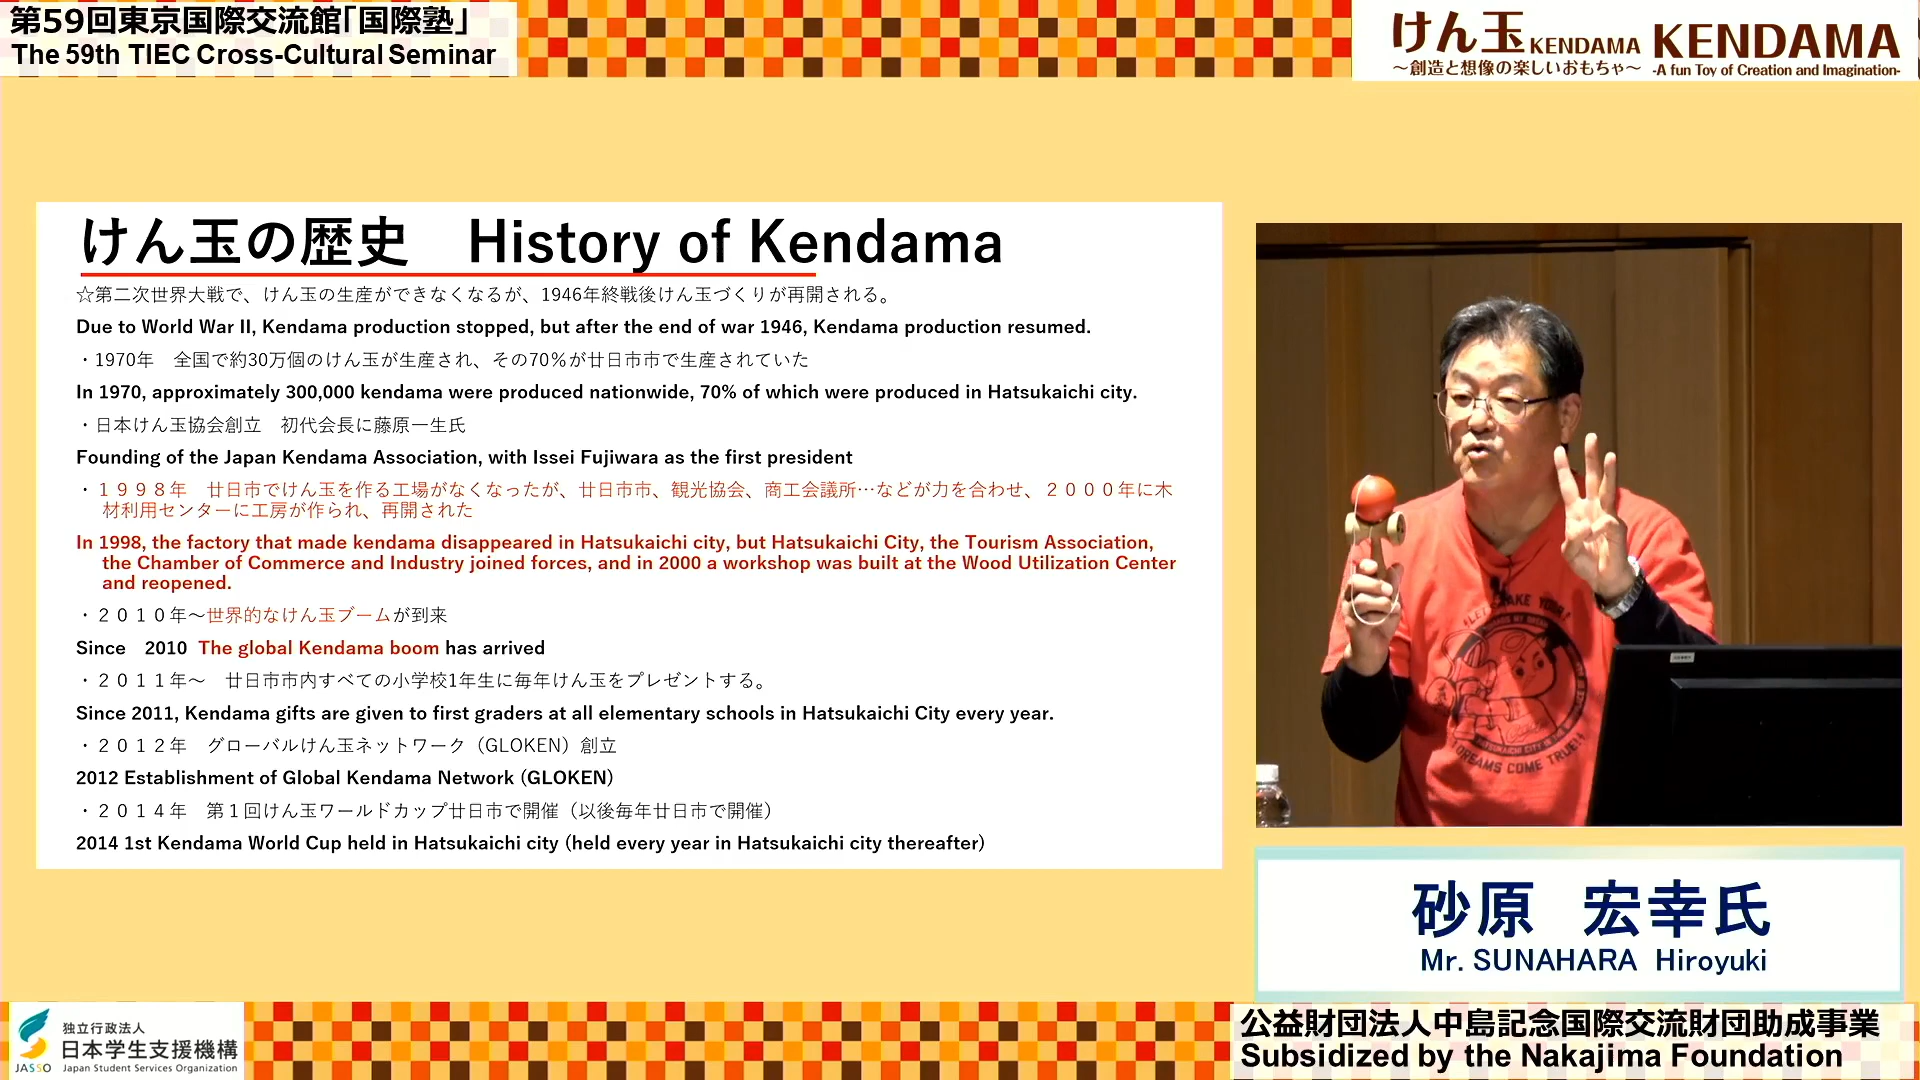 第59回東京国際交流館「国際塾」
The 59th TIEC Cross-Cultural Seminar
けん玉 KENDAMA
～創造と想像の楽しいおもちゃ～
KENDAMA
-A fun Toy of Creation and Imagination-
けん玉の歴史　History of Kendama
☆第二次世界大戦で、けん玉の生産ができなくなるが、1946年終戦後けん玉づくりが再開される。
Due to World War II, Kendama production stopped, but after the end of war 1946, Kendama production resumed.
・1970年　全国で約30万個のけん玉が生産され、その70％が廿日市市で生産されていた
In 1970, approximately 300,000 kendama were produced nationwide, 70% of which were produced in Hatsukaichi city.
・日本けん玉協会創立　初代会長に藤原一生氏
Founding of the Japan Kendama Association, with Issei Fujiwara as the first president
・１９９８年　廿日市でけん玉を作る工場がなくなったが、廿日市市、観光協会、商工会議所…などが力を合わせ、２０００年に木
材利用センターに工房が作られ、再開された
In 1998, the factory that made kendama disappeared in Hatsukaichi city, but Hatsukaichi City, the Tourism Association,
the Chamber of Commerce and Industry joined forces, and in 2000 a workshop was built at the Wood Utilization Center
and reopened.
・２０１０年～世界的なけん玉ブームが到来
Since　2010 The global Kendama boom has arrived
・２０１１年～　廿日市市内すべての小学校1年生に毎年けん玉をプレゼントする。
Since 2011, Kendama gifts are given to first graders at all elementary schools in Hatsukaichi City every year.
・２０１２年　グローバルけん玉ネットワーク（GLOKEN）創立
2012 Establishment of Global Kendama Network (GLOKEN)
・２０１４年　第１回けん玉ワールドカップ廿日市で開催（以後毎年廿日市で開催）
2014 1st Kendama World Cup held in Hatsukaichi city (held every year in Hatsukaichi city thereafter)
DREAMS COME TRUE!!
砂原　宏幸氏
Mr. SUNAHARA Hiroyuki
JASSO
独立行政法人
日本学生支援機構
Japan Student Services Organization
公益財団法人中島記念国際交流財団助成事業
Subsidized by the Nakajima Foundation